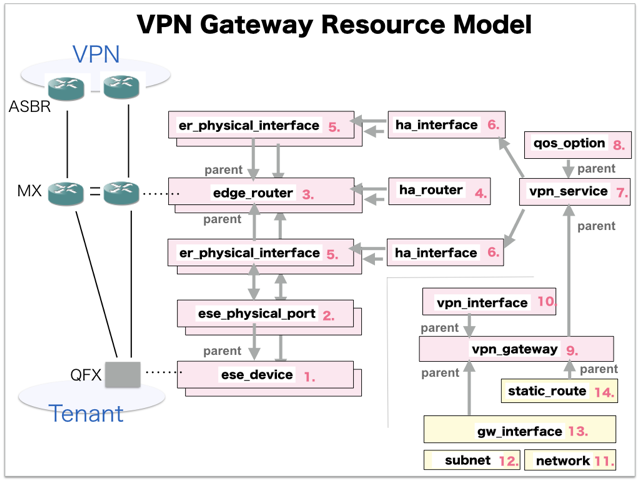 VPN Gateway Resource Model
VPN
ASBR
MX
QFX
Tenant
er_physical_interface 5.
ha_interface 6.
qos_option 8.
parent
parent
edge_router 3.
ha_router 4.
vpn_service 7.
parent
parent
er_physical_interface 5.
ha_interface 6.
ese_physical_port 2.
vpn_interface 10.
parent
parent
vpn_gateway 9.
ese_device 1.
parent
parent
static_route 14.
gw_interface 13.
subnet 12.
network 11.